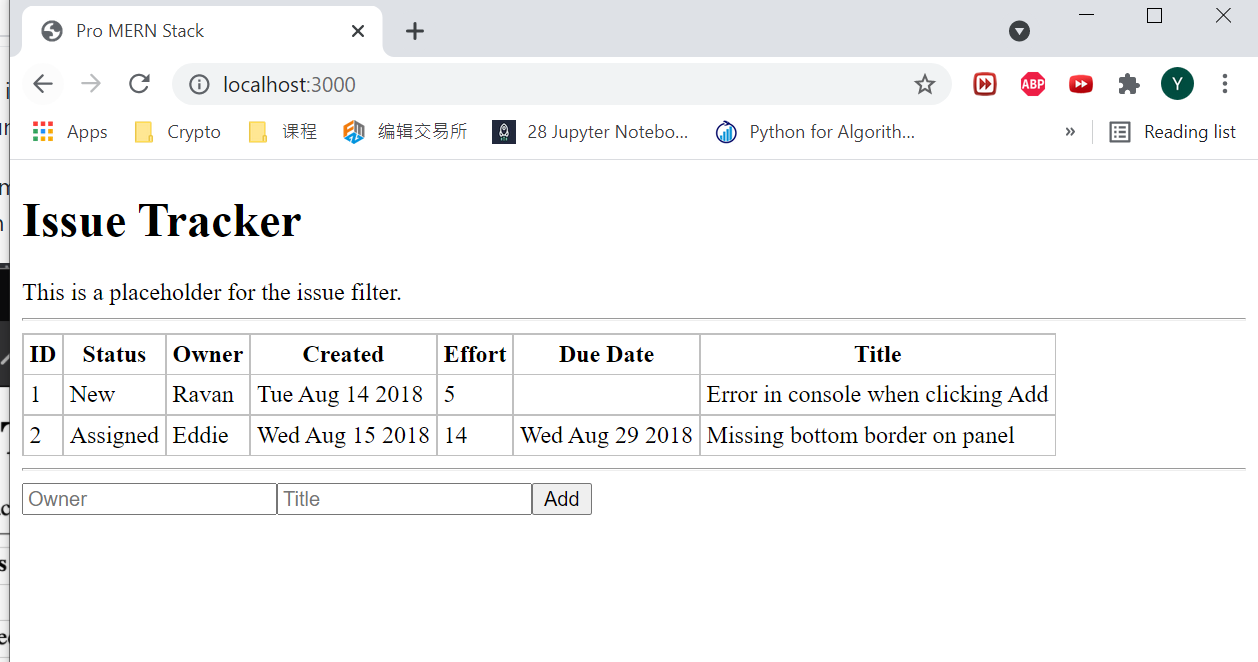 Pro MERN Stack
localhost:3000
ABP
Y
Apps Crypto 课程 编辑交易所 28 Jupyter Notebo... Python for Algorith... » Reading list
Issue Tracker
This is a placeholder for the issue filter.
ID Status Owner Created Effort Due Date Title
1 New Ravan Tue Aug 14 2018 5 Error in console when clicking Add
2 Assigned Eddie Wed Aug 15 2018 14 Wed Aug 29 2018 Missing bottom border on panel
Owner Title Add